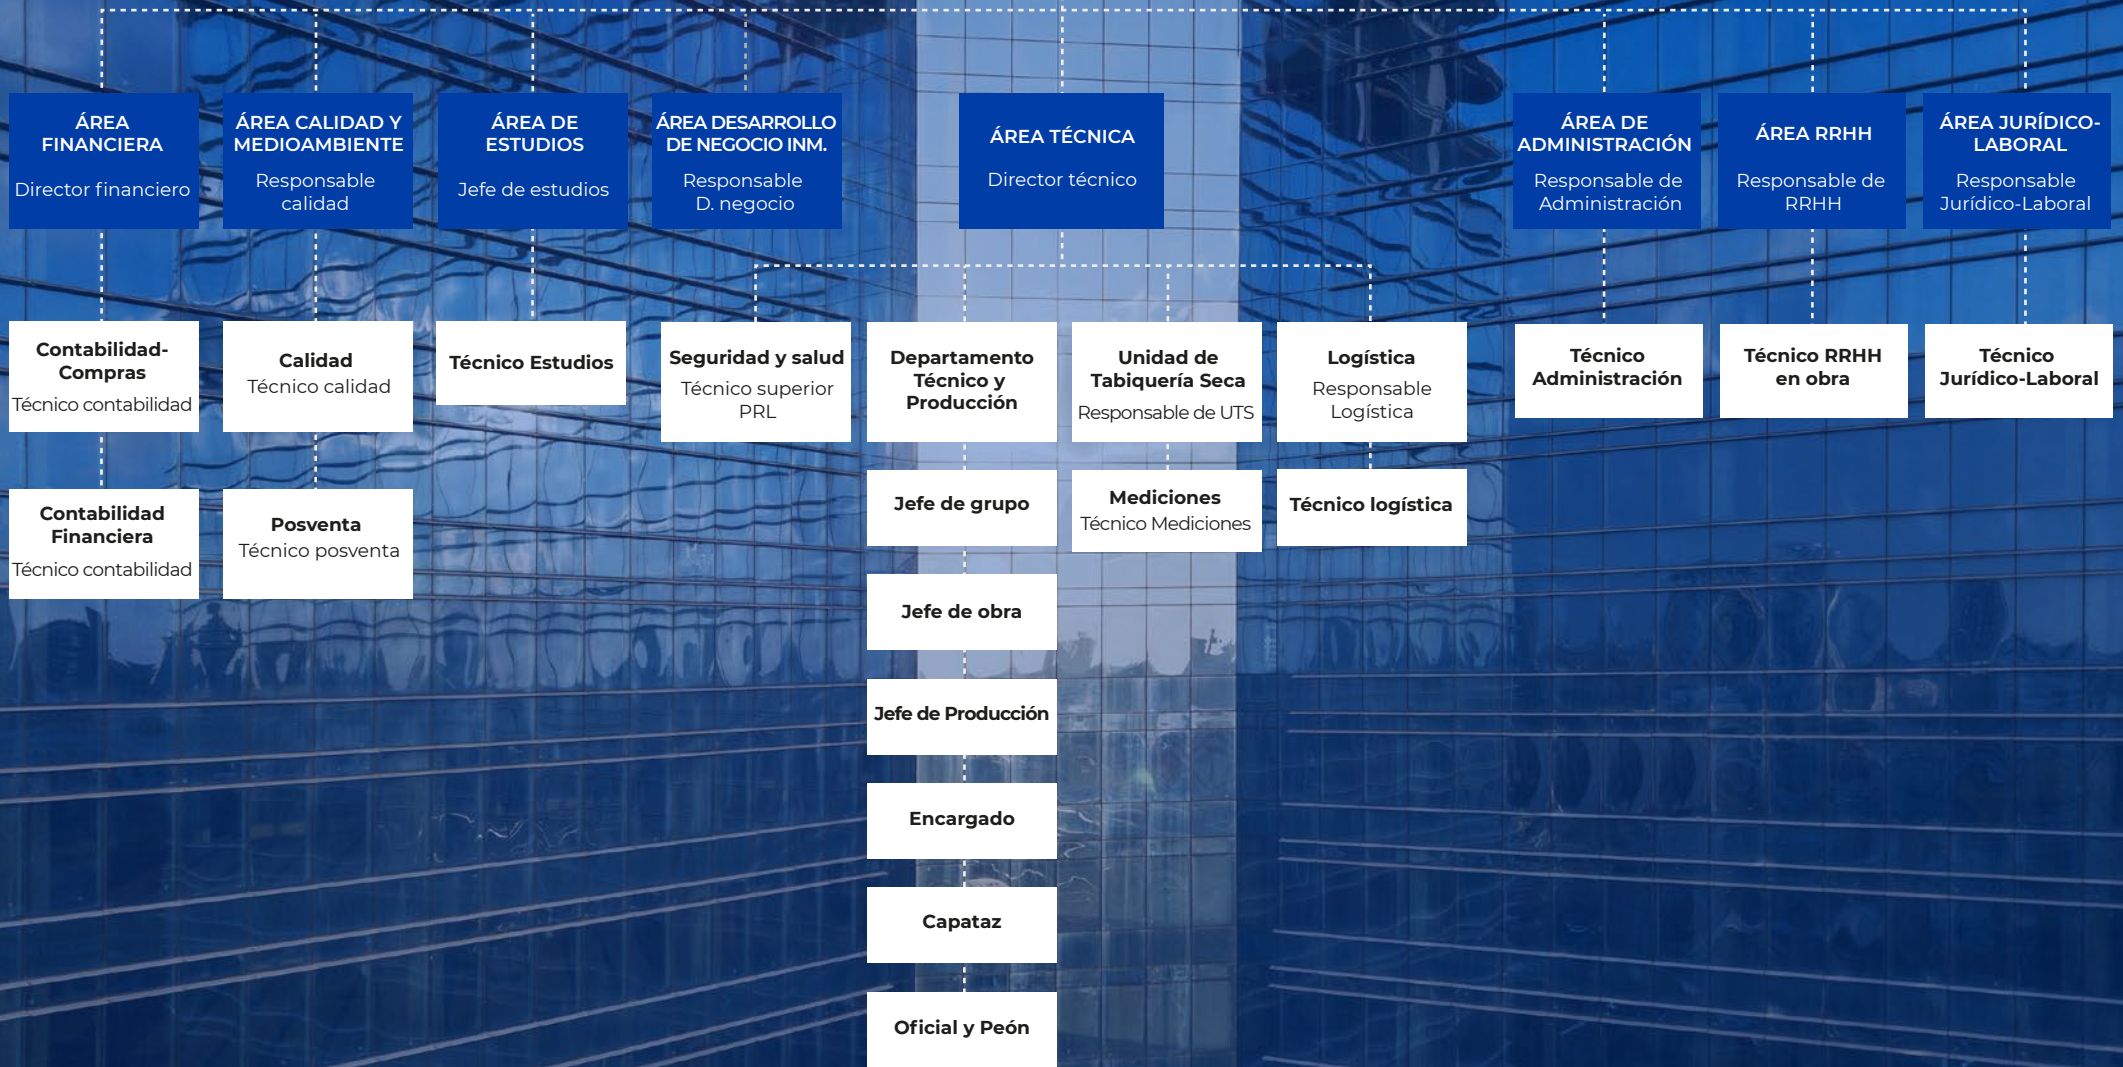 ÁREA
FINANCIERA
Director financiero
ÁREA CALIDAD Y
MEDIOAMBIENTE
Responsable
calidad
ÁREA DE
ESTUDIOS
Jefe de estudios
ÁREA DESARROLLO
DE NEGOCIO INM.
Responsable
D. negocio
ÁREA TÉCNICA
Director técnico
ÁREA DE
ADMINISTRACIÓN
Responsable de
Administración
ÁREA RRHH
Responsable de
RRHH
ÁREA JURÍDICO-
LABORAL
Responsable
Jurídico-Laboral
Contabilidad-
Compras
Técnico contabilidad
Calidad
Técnico calidad
Técnico Estudios
Seguridad y salud
Técnico superior
PRL
Departamento
Técnico y
Producción
Unidad de
Tabiquería Seca
Responsable de UTS
Logística
Responsable
Logística
Técnico
Administración
Técnico RRHH
en obra
Técnico
Jurídico-Laboral
Contabilidad
Financiera
Técnico contabilidad
Posventa
Técnico posventa
Jefe de grupo
Mediciones
Técnico Mediciones
Técnico logística
Jefe de obra
Jefe de Producción
Encargado
Capataz
Oficial y Peón